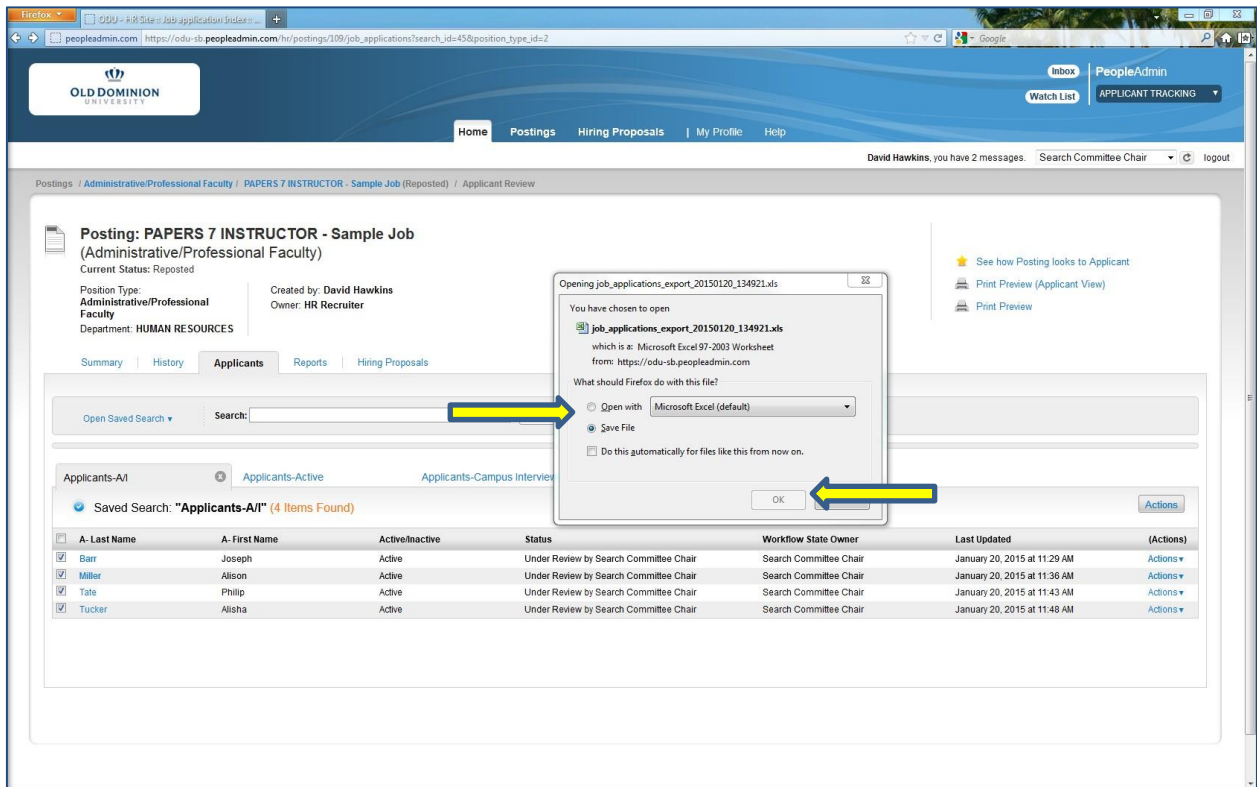 Firefox
ODU - HR Site :: Job application Index :: ...
peopleadmin.com https://odu-sb.peopleadmin.com/hr/postings/109/job_applications?search_id=45&position_type_id=2
Google
OLD DOMINION
UNIVERSITY
Inbox
PeopleAdmin
Watch List
APPLICANT TRACKING
Home Postings Hiring Proposals | My Profile Help
David Hawkins, you have 2 messages. Search Committee Chair logout
Postings / Administrative/Professional Faculty / PAPERS 7 INSTRUCTOR - Sample Job (Reposted) / Applicant Review
Posting: PAPERS 7 INSTRUCTOR - Sample Job
(Administrative/Professional Faculty)
Current Status: Reposted
Position Type:
Administrative/Professional
Faculty
Department: HUMAN RESOURCES
Created by: David Hawkins
Owner: HR Recruiter
See how Posting looks to Applicant
Print Preview (Applicant View)
Print Preview
Summary History Applicants Reports Hiring Proposals
Open Saved Search
Search:
Opening job_applications_export_20150120_134921.xls
You have chosen to open
job_applications_export_20150120_134921.xls
which is a: Microsoft Excel 97-2003 Worksheet
from: https://odu-sb.peopleadmin.com
What should Firefox do with this file?
Open with Microsoft Excel (default)
Save File
Do this automatically for files like this from now on.
OK
Applicants-A/I Applicants-Active Applicants-Campus Interview
Saved Search: "Applicants-A/I" (4 Items Found)
Actions
A- Last Name A- First Name Active/Inactive Status Workflow State Owner Last Updated (Actions)
Barr Joseph Active Under Review by Search Committee Chair Search Committee Chair January 20, 2015 at 11:29 AM Actions
Miller Alison Active Under Review by Search Committee Chair Search Committee Chair January 20, 2015 at 11:36 AM Actions
Tate Philip Active Under Review by Search Committee Chair Search Committee Chair January 20, 2015 at 11:43 AM Actions
Tucker Alisha Active Under Review by Search Committee Chair Search Committee Chair January 20, 2015 at 11:48 AM Actions